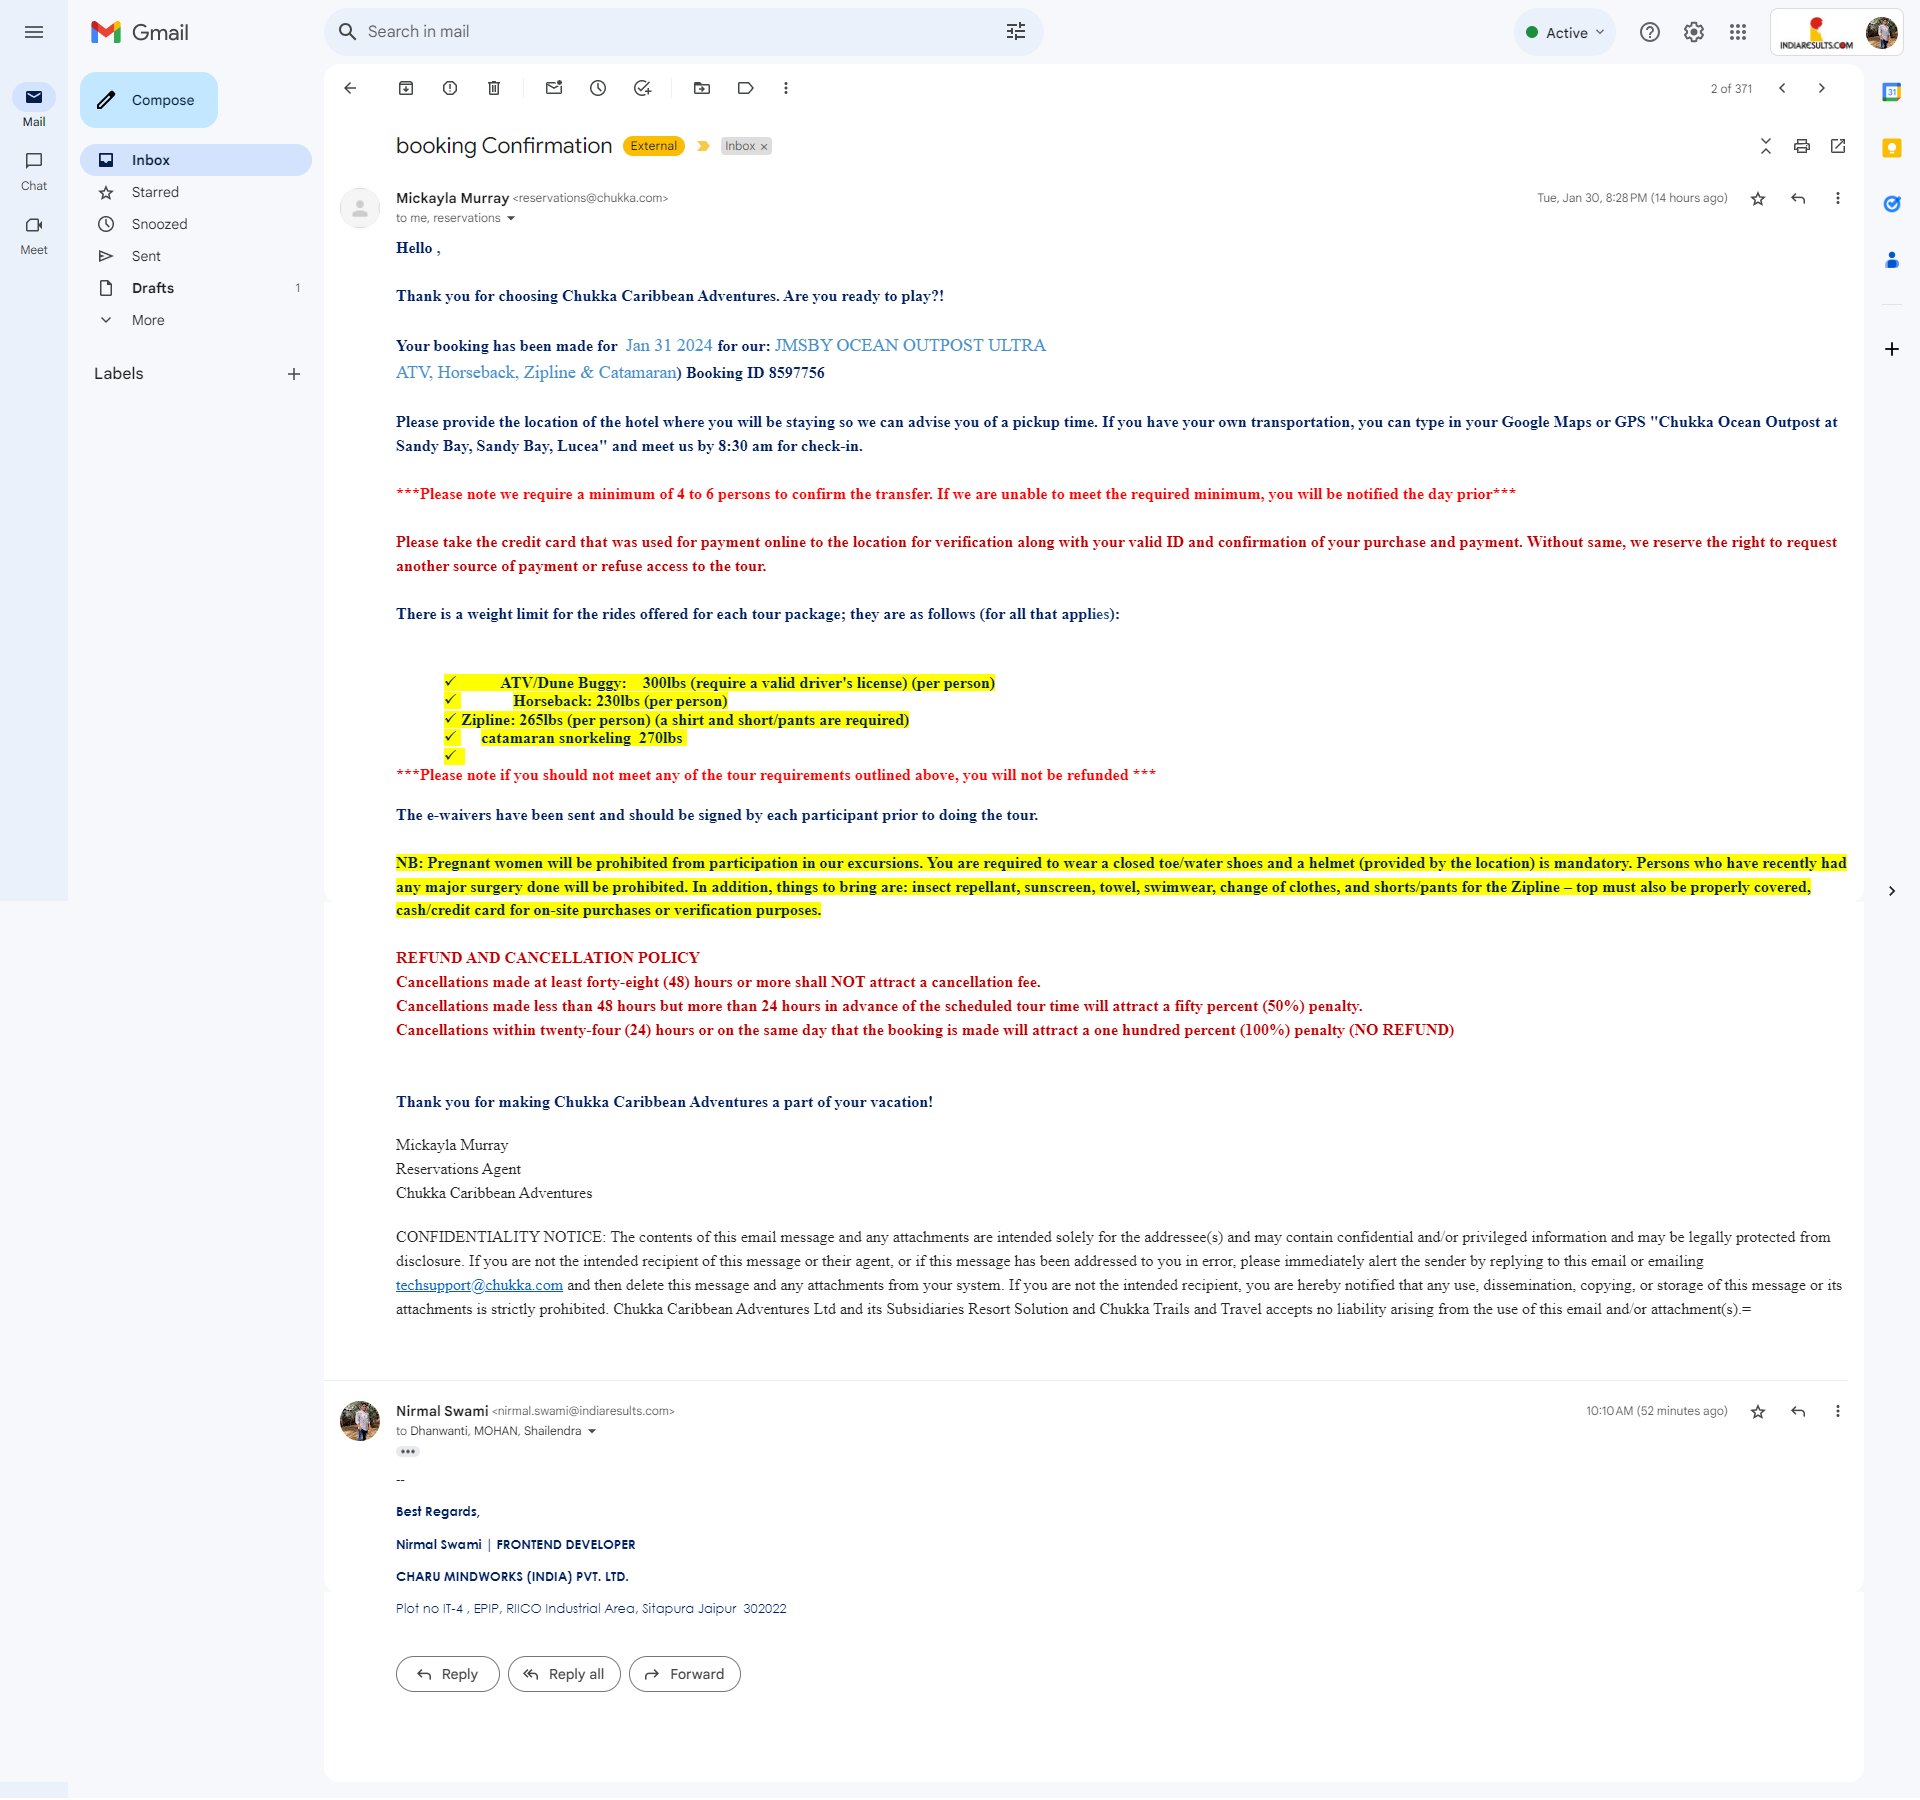 Gmail
Search in mail
Active
INDIARESULTS.COM
Mail
Chat
Meet
Compose
Inbox
Starred
Snoozed
Sent
Drafts 1
More
Labels
2 of 371
31
booking Confirmation External Inbox x
Mickayla Murray <reservations@chukka.com>
Tue, Jan 30, 8:28 PM (14 hours ago)
to me, reservations
Hello ,
Thank you for choosing Chukka Caribbean Adventures. Are you ready to play?!
Your booking has been made for Jan 31 2024 for our: JMSBY OCEAN OUTPOST ULTRA
ATV, Horseback, Zipline & Catamaran) Booking ID 8597756
Please provide the location of the hotel where you will be staying so we can advise you of a pickup time. If you have your own transportation, you can type in your Google Maps or GPS "Chukka Ocean Outpost at
Sandy Bay, Sandy Bay, Lucea" and meet us by 8:30 am for check-in.
***Please note we require a minimum of 4 to 6 persons to confirm the transfer. If we are unable to meet the required minimum, you will be notified the day prior***
Please take the credit card that was used for payment online to the location for verification along with your valid ID and confirmation of your purchase and payment. Without same, we reserve the right to request
another source of payment or refuse access to the tour.
There is a weight limit for the rides offered for each tour package; they are as follows (for all that applies):
✓ ATV/Dune Buggy: 300lbs (require a valid driver's license) (per person)
✓ Horseback: 230lbs (per person)
✓ Zipline: 265lbs (per person) (a shirt and short/pants are required)
✓ catamaran snorkeling 270lbs
✓
***Please note if you should not meet any of the tour requirements outlined above, you will not be refunded ***
The e-waivers have been sent and should be signed by each participant prior to doing the tour.
NB: Pregnant women will be prohibited from participation in our excursions. You are required to wear a closed toe/water shoes and a helmet (provided by the location) is mandatory. Persons who have recently had
any major surgery done will be prohibited. In addition, things to bring are: insect repellant, sunscreen, towel, swimwear, change of clothes, and shorts/pants for the Zipline – top must also be properly covered,
cash/credit card for on-site purchases or verification purposes.
REFUND AND CANCELLATION POLICY
Cancellations made at least forty-eight (48) hours or more shall NOT attract a cancellation fee.
Cancellations made less than 48 hours but more than 24 hours in advance of the scheduled tour time will attract a fifty percent (50%) penalty.
Cancellations within twenty-four (24) hours or on the same day that the booking is made will attract a one hundred percent (100%) penalty (NO REFUND)
Thank you for making Chukka Caribbean Adventures a part of your vacation!
Mickayla Murray
Reservations Agent
Chukka Caribbean Adventures
CONFIDENTIALITY NOTICE: The contents of this email message and any attachments are intended solely for the addressee(s) and may contain confidential and/or privileged information and may be legally protected from
disclosure. If you are not the intended recipient of this message or their agent, or if this message has been addressed to you in error, please immediately alert the sender by replying to this email or emailing
techsupport@chukka.com and then delete this message and any attachments from your system. If you are not the intended recipient, you are hereby notified that any use, dissemination, copying, or storage of this message or its
attachments is strictly prohibited. Chukka Caribbean Adventures Ltd and its Subsidiaries Resort Solution and Chukka Trails and Travel accepts no liability arising from the use of this email and/or attachment(s).=
Nirmal Swami <nirmal.swami@indiaresults.com>
10:10 AM (52 minutes ago)
to Dhanwanti, MOHAN, Shailendra
--
Best Regards,
Nirmal Swami | FRONTEND DEVELOPER
CHARU MINDWORKS (INDIA) PVT. LTD.
Plot no IT-4 , EPIP, RIICO Industrial Area, Sitapura Jaipur 302022
Reply
Reply all
Forward